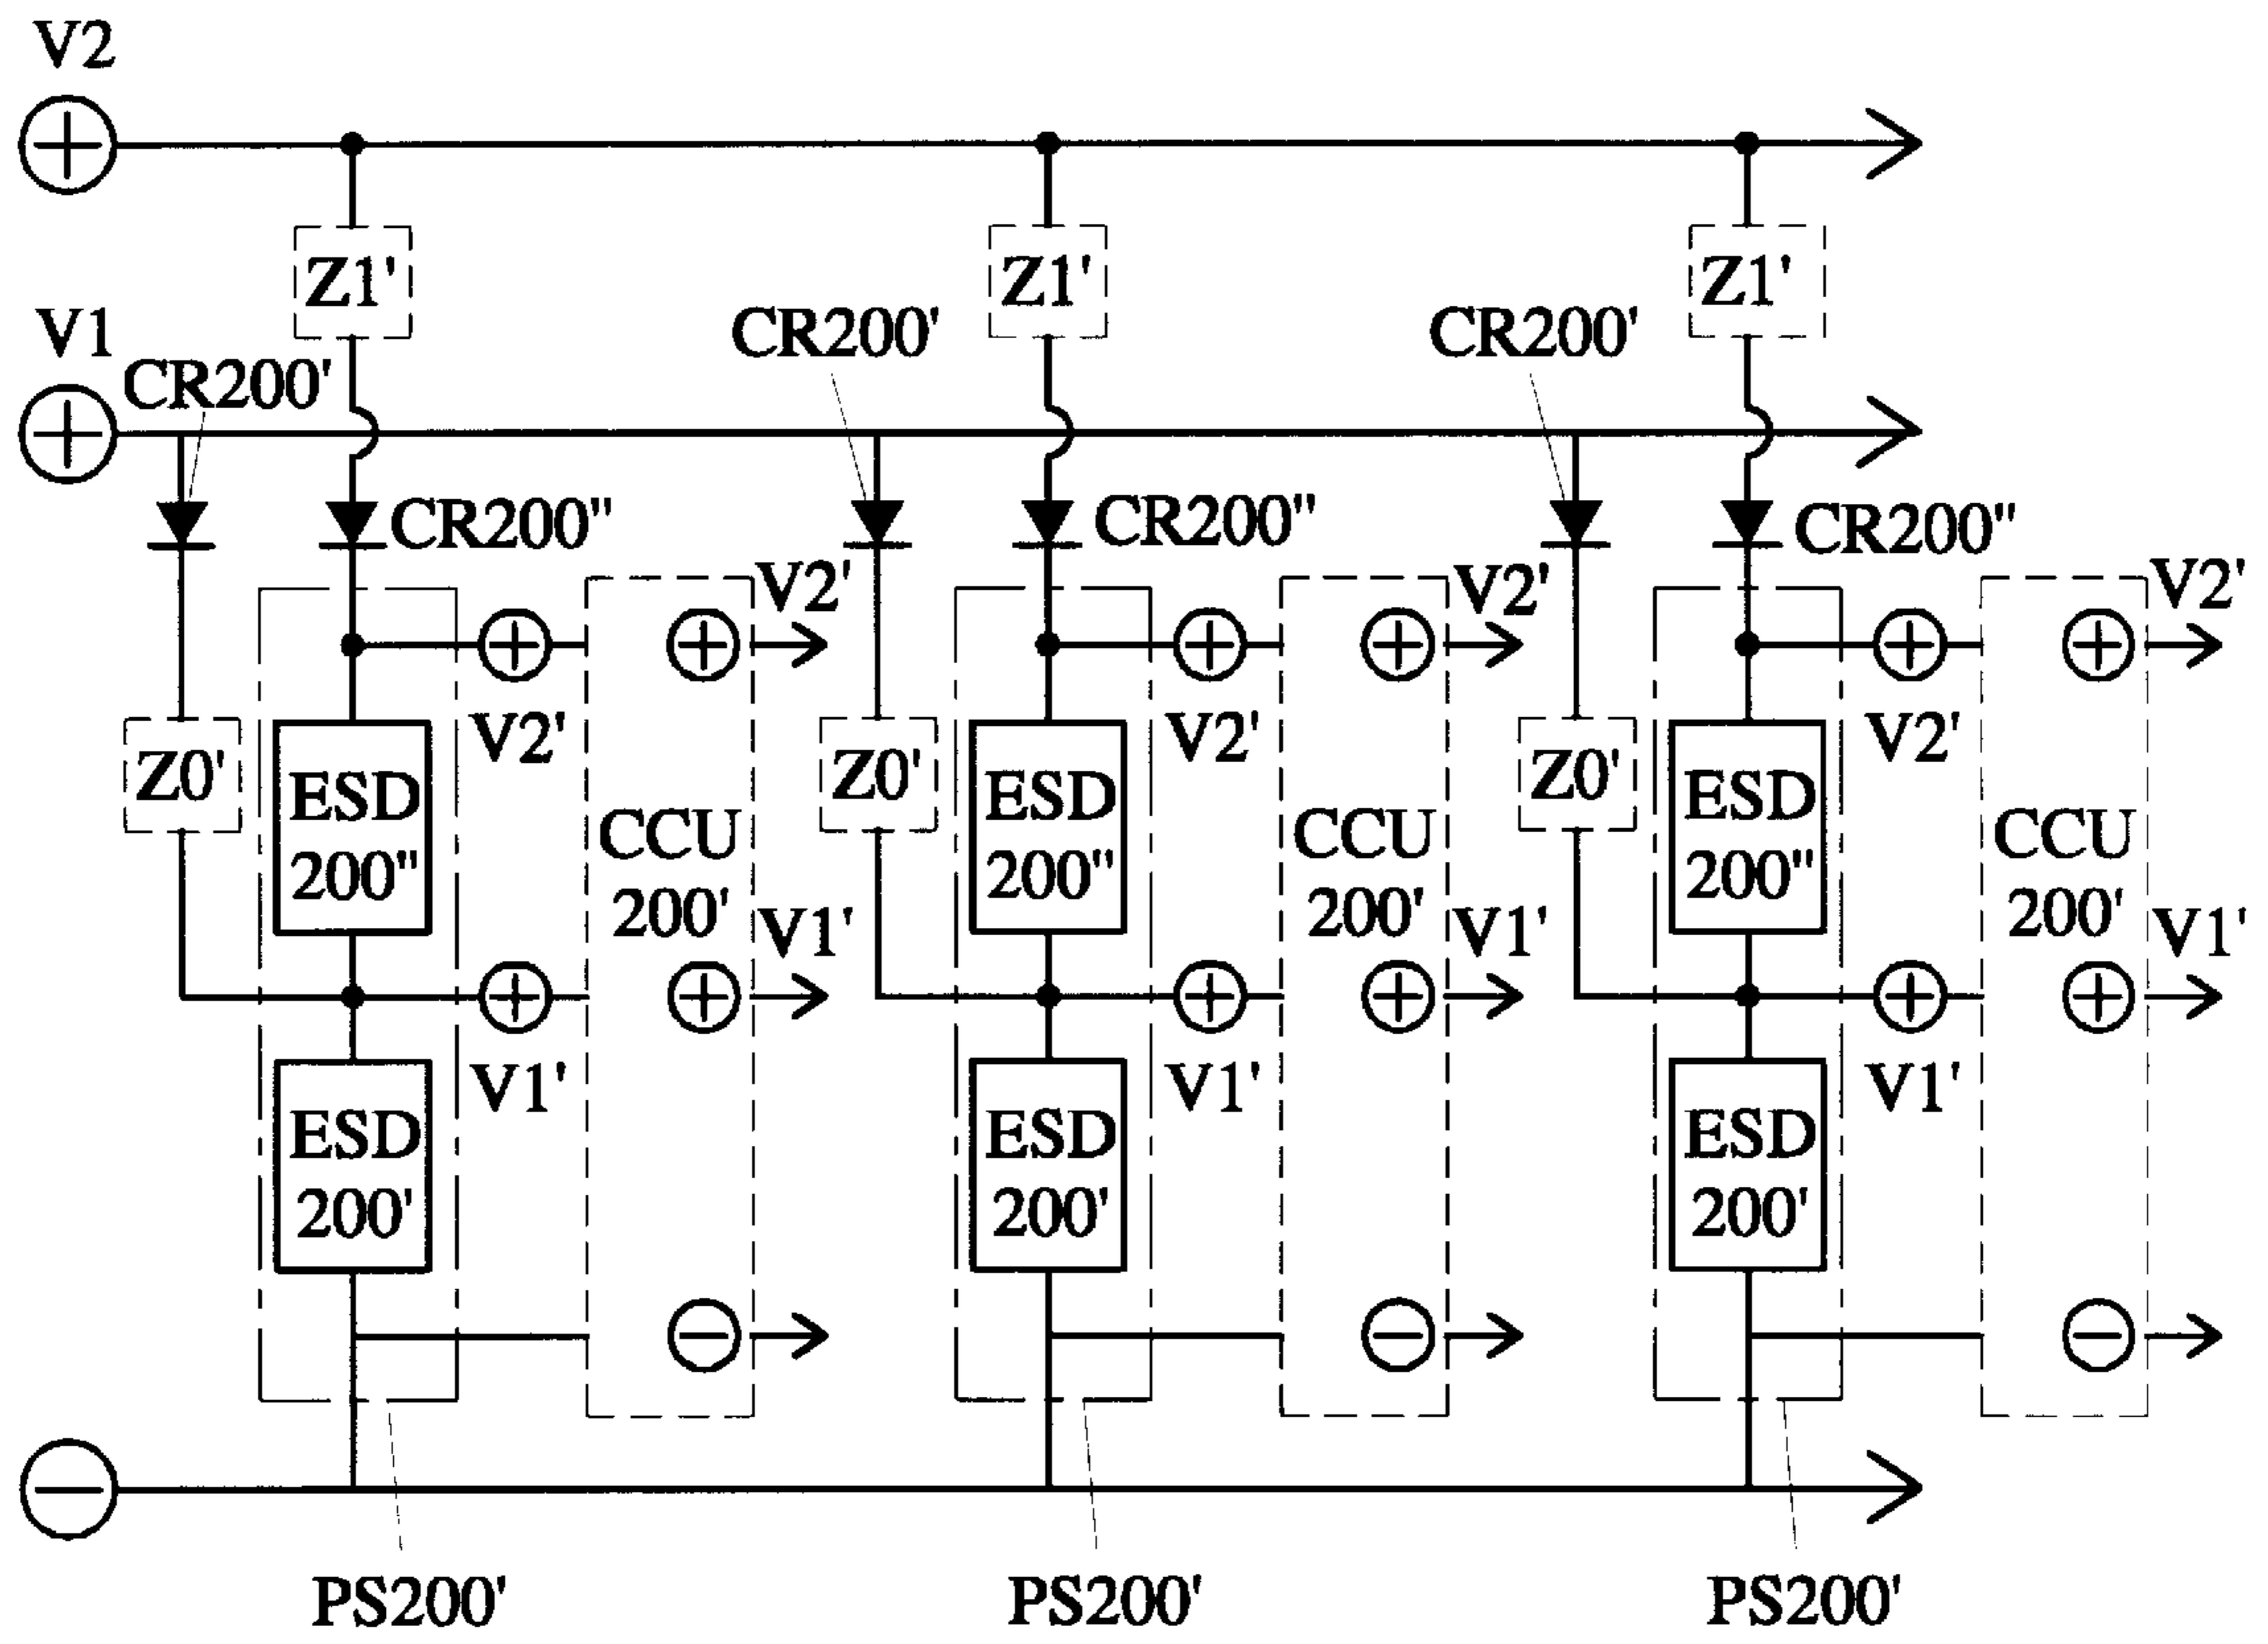 V2
Z1' Z1' Z1'
V1
CR200' CR200' CR200'
CR200" CR200" CR200"
V2' V2' V2'
V2' V2' V2'
Z0' Z0' Z0'
ESD ESD ESD
200" 200" 200"
CCU CCU CCU
200' 200' 200'
V1' V1' V1'
V1' V1' V1'
ESD ESD ESD
200' 200' 200'
PS200' PS200' PS200'